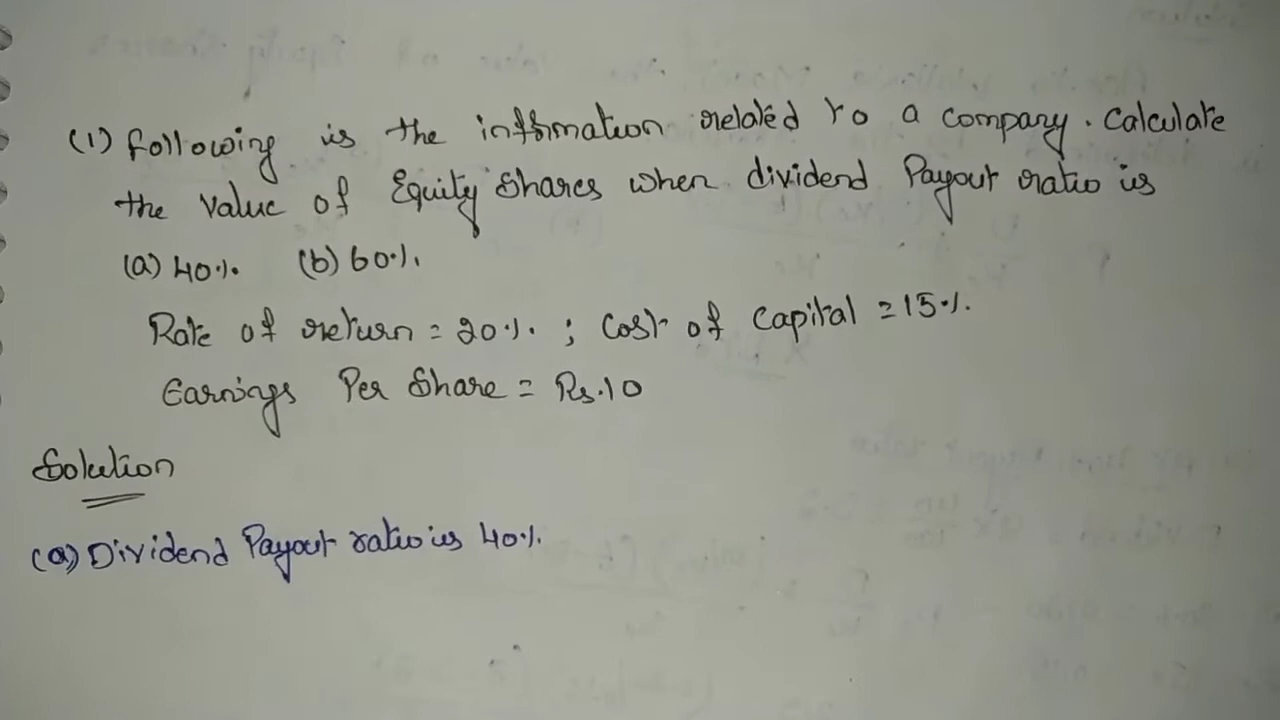 (1) Following is the information related to a company. Calculate
the value of Equity Shares when dividend Payout ratio is
(a) 40%. (b) 60%.
Rate of return = 20%. ; Cost of Capital = 15%.
Earnings Per Share = Rs.10
Solution
(a) Dividend Payout ratio is 40%.